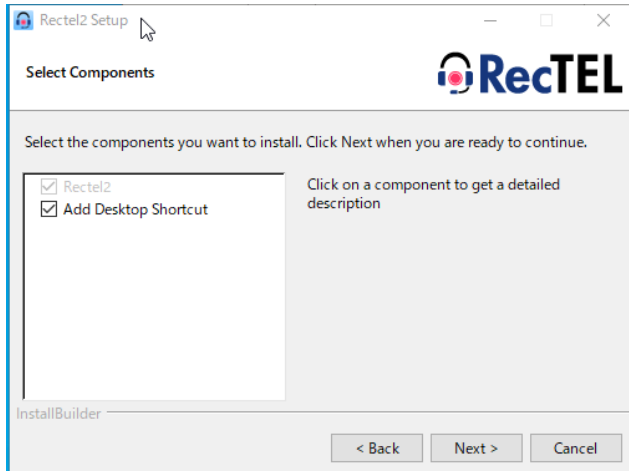 Rectel2 Setup
Select Components
RecTEL
Select the components you want to install. Click Next when you are ready to continue.
Rectel2
Add Desktop Shortcut
Click on a component to get a detailed
description
InstallBuilder
< Back
Next >
Cancel